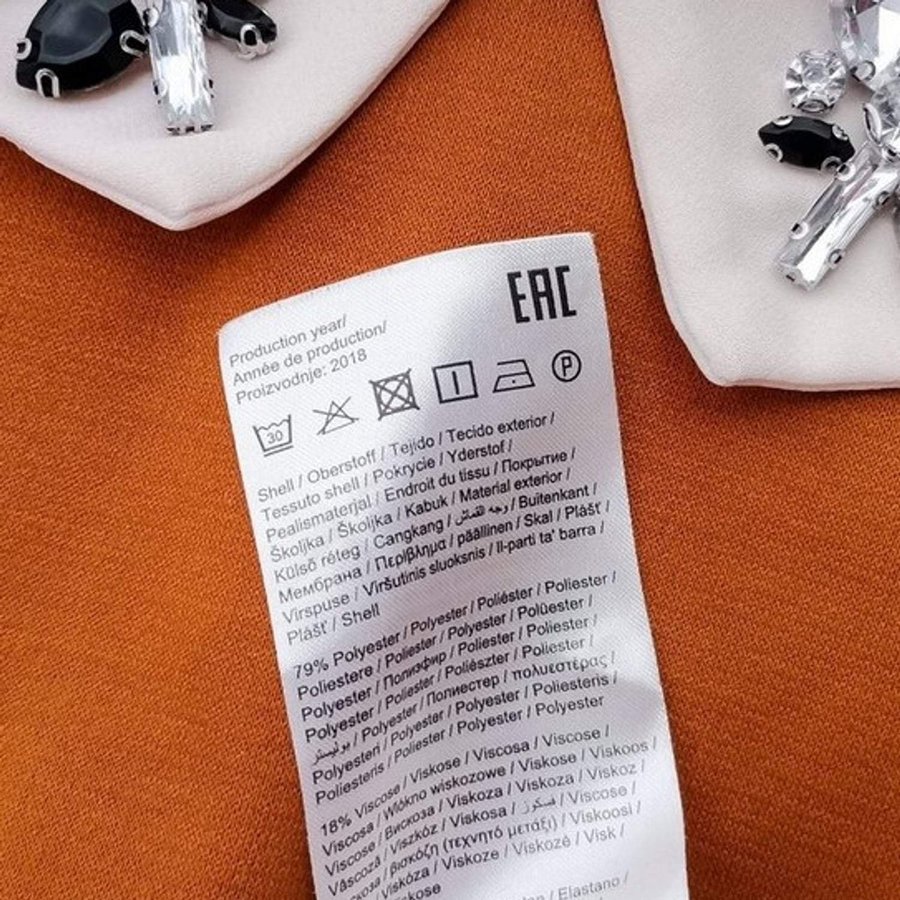 EAC
Production year/
Année de production/
Proizvodnje: 2018
30
P
Shell / Oberstoff / Tejido / Tecido exterior /
Tessuto shell / Pokrycie / Yderstof /
Pealismaterjal / Endroit du tissu / Покрытие /
Školjka / Školjka / Kabuk / Material exterior /
Külső réteg / Cangkang / وجه القماش / Buitenkant /
Мембрана / Περίβλημα / päällinen / Skal / Plášť /
Virspuse / Viršutinis sluoksnis / Il-parti ta' barra /
Plášť / Shell
79% Polyester / Polyester / Poliéster / Poliester /
Poliestere / Poliester / Polyester / Polüester /
Polyester / Полиэфир / Poliester / Poliester /
Polyester / Poliester / Poliészter / Poliester /
بوليستر / Polyester / Полиестер / πολυεστέρας /
Polyesteri / Polyester / Polyester / Poliesteris /
Poliesteris / Poliester / Polyester / Polyester
18% Viscose / Viskose / Viscosa / Viscose /
Viscosa / Włókno wiskozowe / Viskose / Viskoos /
Viscose / Вискоза / Viskoza / Viskoza / Viskoz /
Vâscoză / Viszkóz / Viskosa / فسكوز / Viscose /
βισκόζη (τεχνητό μετάξι) / Viskoosi /
Viskóza / Viskoze / Viskozė / Visk /
Elastano /